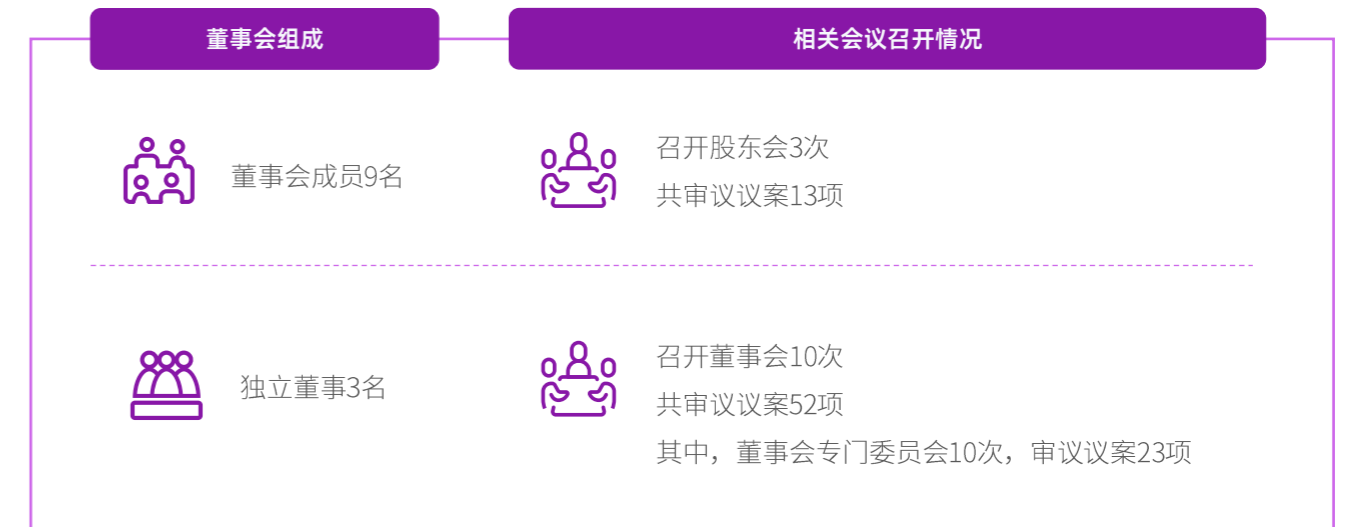 董事会组成
相关会议召开情况
董事会成员9名
召开股东会3次
共审议议案13项
独立董事3名
召开董事会10次
共审议议案52项
其中，董事会专门委员会10次，审议议案23项